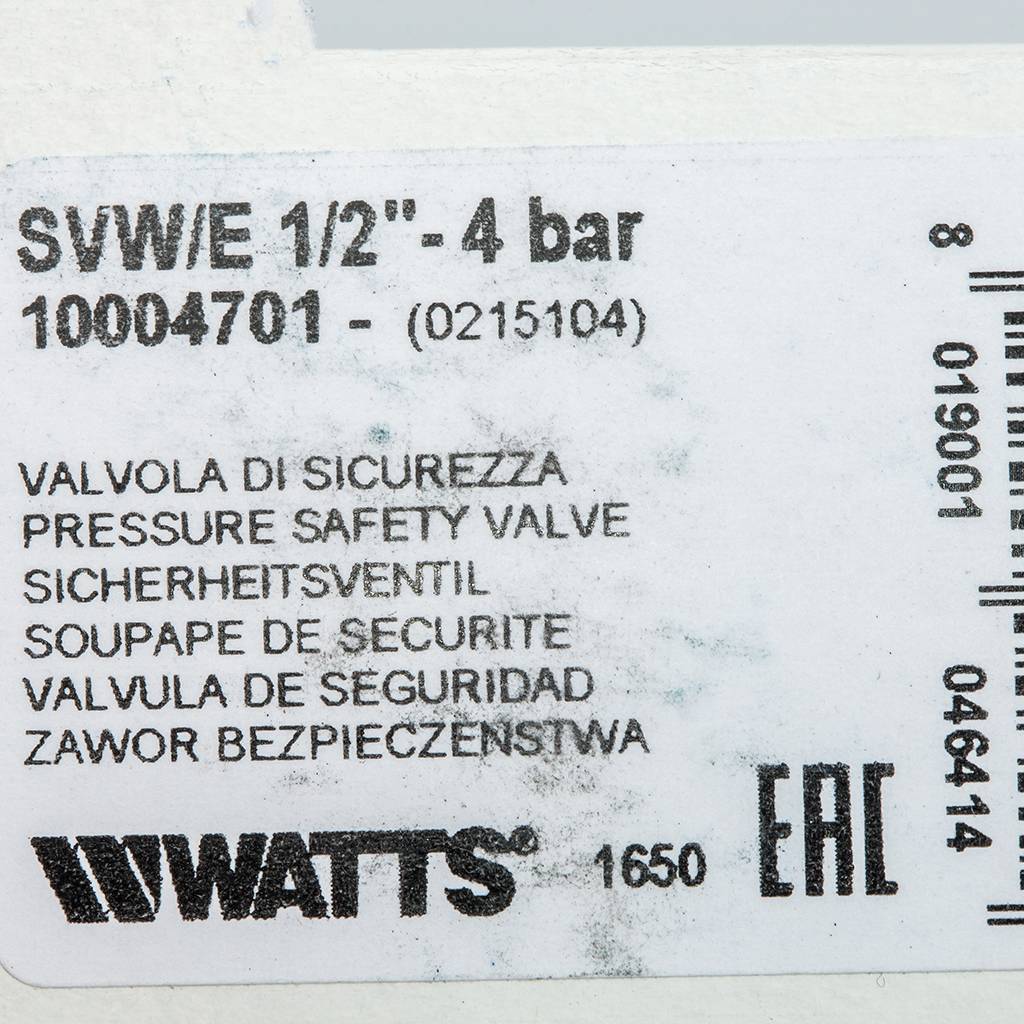 SVW/E 1/2"- 4 bar
10004701 - (0215104)
VALVOLA DI SICUREZZA
PRESSURE SAFETY VALVE
SICHERHEITSVENTIL
SOUPAPE DE SECURITE
VALVULA DE SEGURIDAD
ZAWOR BEZPIECZENSTWA
WATTS®
1650
EAC
8 019001 046414